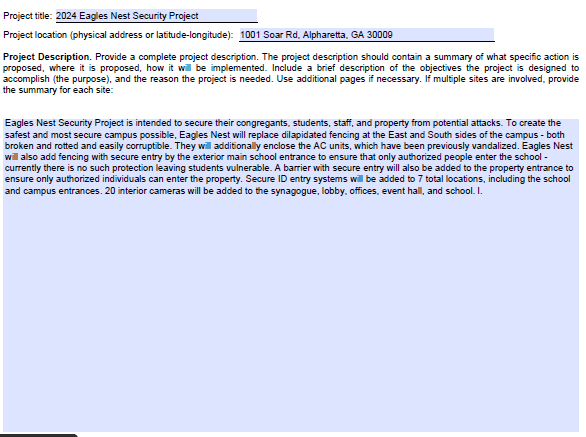 Project title: 2024 Eagles Nest Security Project
Project location (physical address or latitude-longitude): 1001 Soar Rd, Alpharetta, GA 30009
Project Description. Provide a complete project description. The project description should contain a summary of what specific action is
proposed, where it is proposed, how it will be implemented. Include a brief description of the objectives the project is designed to
accomplish (the purpose), and the reason the project is needed. Use additional pages if necessary. If multiple sites are involved, provide
the summary for each site:
Eagles Nest Security Project is intended to secure their congregants, students, staff, and property from potential attacks. To create the
safest and most secure campus possible, Eagles Nest will replace dilapidated fencing at the East and South sides of the campus - both
broken and rotted and easily corruptible. They will additionally enclose the AC units, which have been previously vandalized. Eagles Nest
will also add fencing with secure entry by the exterior main school entrance to ensure that only authorized people enter the school -
currently there is no such protection leaving students vulnerable. A barrier with secure entry will also be added to the property entrance to
ensure only authorized individuals can enter the property. Secure ID entry systems will be added to 7 total locations, including the school
and campus entrances. 20 interior cameras will be added to the synagogue, lobby, offices, event hall, and school. I.